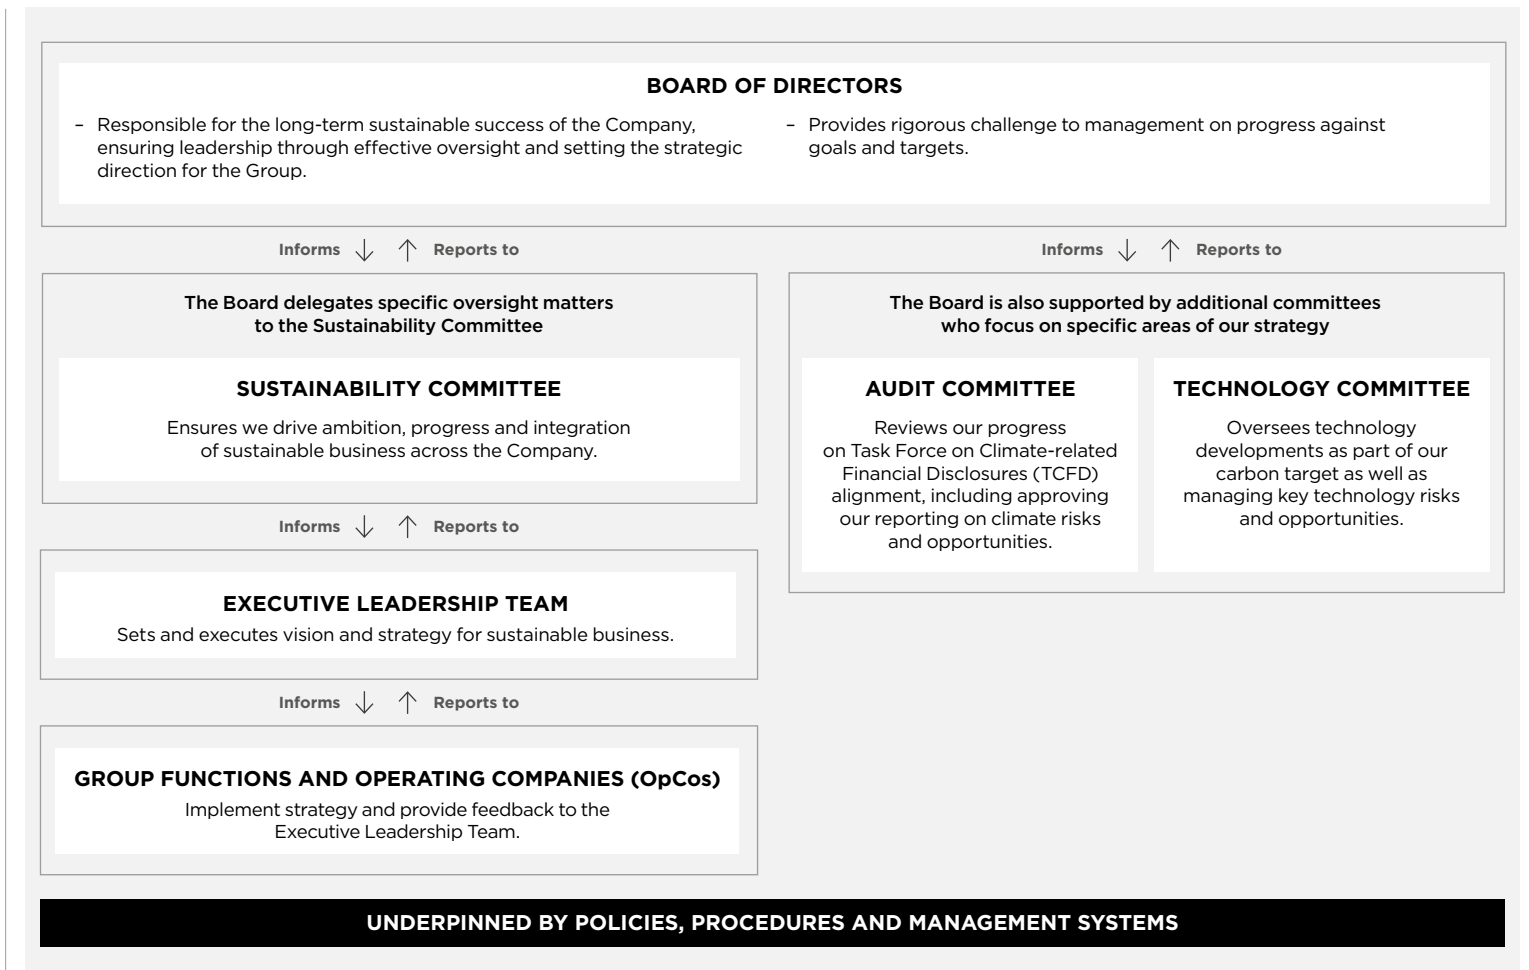 BOARD OF DIRECTORS
– Responsible for the long-term sustainable success of the Company,
ensuring leadership through effective oversight and setting the strategic
direction for the Group.
– Provides rigorous challenge to management on progress against
goals and targets.
Informs ↓ ↑ Reports to
Informs ↓ ↑ Reports to
The Board delegates specific oversight matters
to the Sustainability Committee
SUSTAINABILITY COMMITTEE
Ensures we drive ambition, progress and integration
of sustainable business across the Company.
The Board is also supported by additional committees
who focus on specific areas of our strategy
AUDIT COMMITTEE
Reviews our progress
on Task Force on Climate-related
Financial Disclosures (TCFD)
alignment, including approving
our reporting on climate risks
and opportunities.
TECHNOLOGY COMMITTEE
Oversees technology
developments as part of our
carbon target as well as
managing key technology risks
and opportunities.
Informs ↓ ↑ Reports to
EXECUTIVE LEADERSHIP TEAM
Sets and executes vision and strategy for sustainable business.
Informs ↓ ↑ Reports to
GROUP FUNCTIONS AND OPERATING COMPANIES (OpCos)
Implement strategy and provide feedback to the
Executive Leadership Team.
UNDERPINNED BY POLICIES, PROCEDURES AND MANAGEMENT SYSTEMS